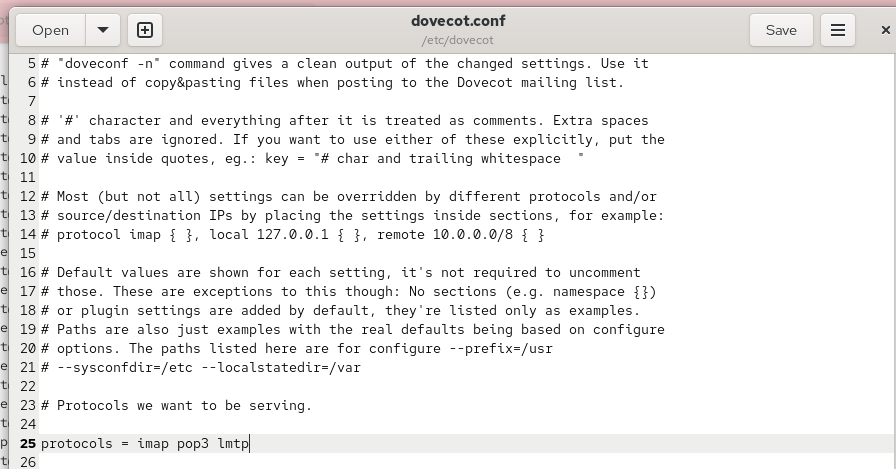 Open
dovecot.conf
/etc/dovecot
Save
5 # "doveconf -n" command gives a clean output of the changed settings. Use it
6 # instead of copy&pasting files when posting to the Dovecot mailing list.
7
8 # '#' character and everything after it is treated as comments. Extra spaces
9 # and tabs are ignored. If you want to use either of these explicitly, put the
10 # value inside quotes, eg.: key = "# char and trailing whitespace  "
11
12 # Most (but not all) settings can be overridden by different protocols and/or
13 # source/destination IPs by placing the settings inside sections, for example:
14 # protocol imap { }, local 127.0.0.1 { }, remote 10.0.0.0/8 { }
15
16 # Default values are shown for each setting, it's not required to uncomment
17 # those. These are exceptions to this though: No sections (e.g. namespace {})
18 # or plugin settings are added by default, they're listed only as examples.
19 # Paths are also just examples with the real defaults being based on configure
20 # options. The paths listed here are for configure --prefix=/usr
21 # --sysconfdir=/etc --localstatedir=/var
22
23 # Protocols we want to be serving.
24
25 protocols = imap pop3 lmtp
26